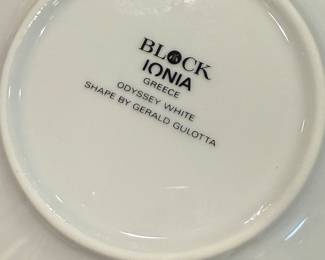 BLOCK
IONIA
GREECE
ODYSSEY WHITE
SHAPE BY GERALD GULOTTA